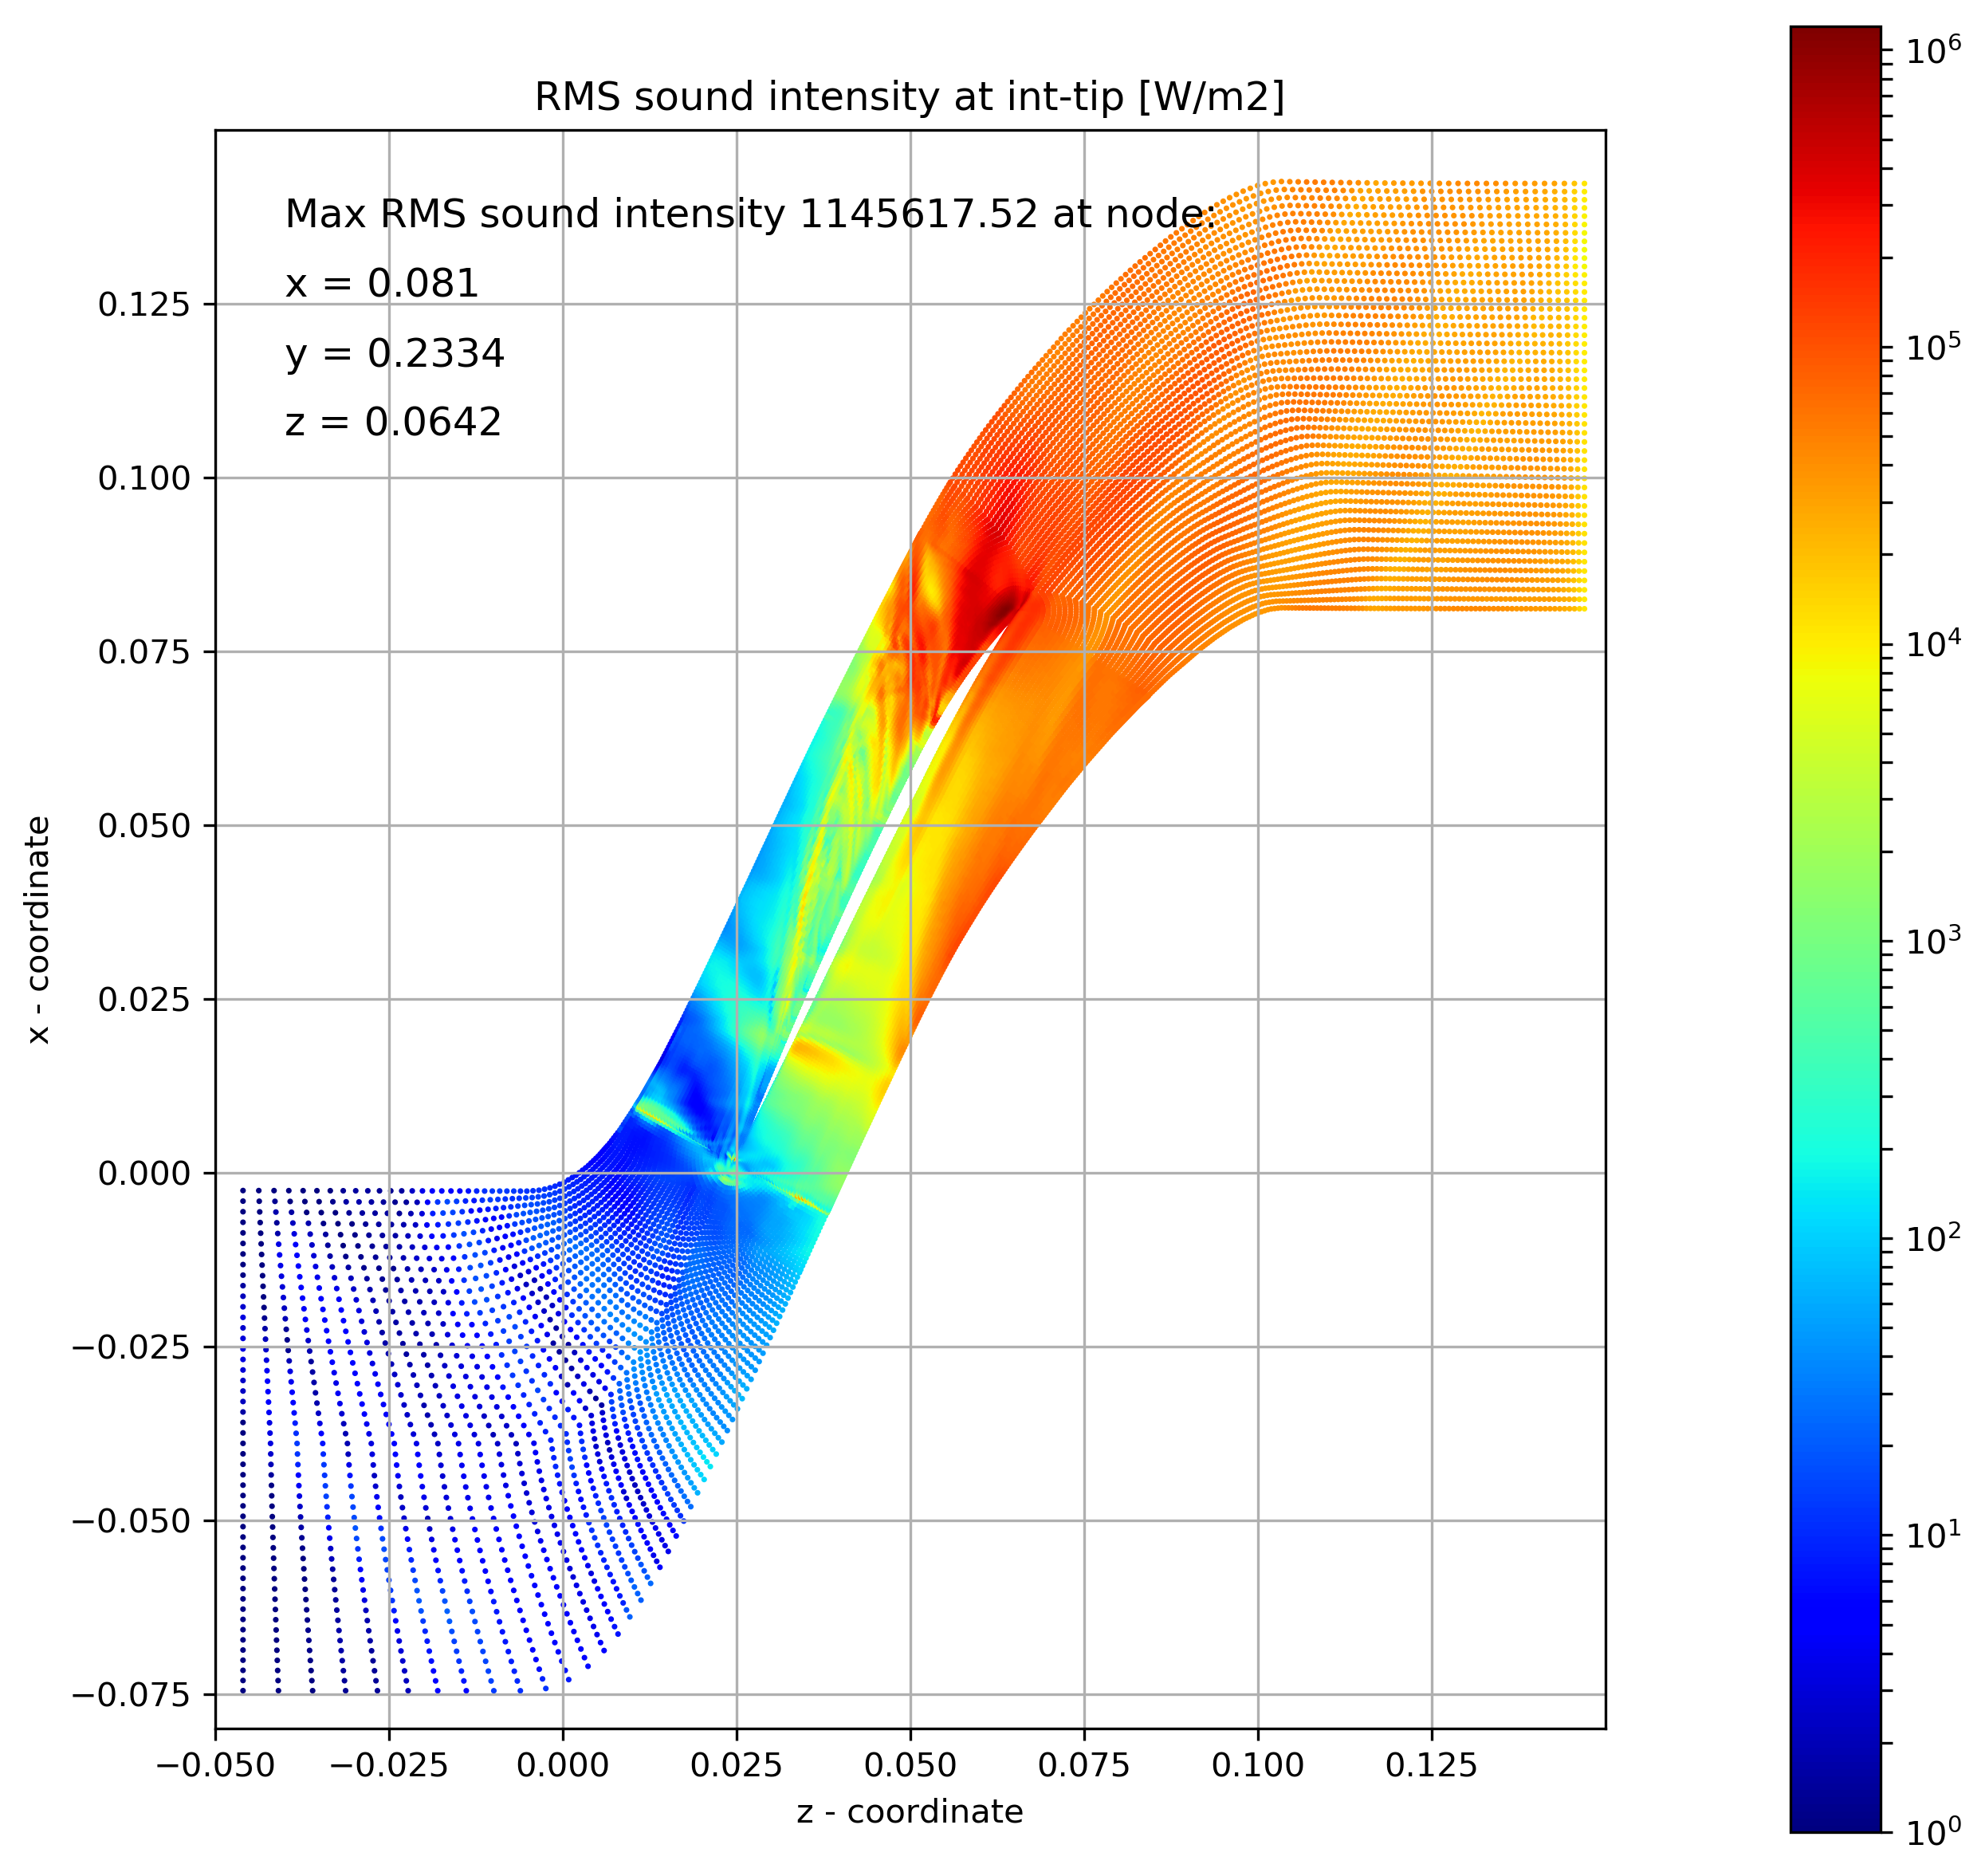 RMS sound intensity at int-tip [W/m2]
Max RMS sound intensity 1145617.52 at node:
x = 0.081
y = 0.2334
z = 0.0642
x - coordinate
0.125
0.100
0.075
0.050
0.025
0.000
−0.025
−0.050
−0.075
−0.050 −0.025 0.000 0.025 0.050 0.075 0.100 0.125
z - coordinate
10⁶
10⁵
10⁴
10³
10²
10¹
10⁰